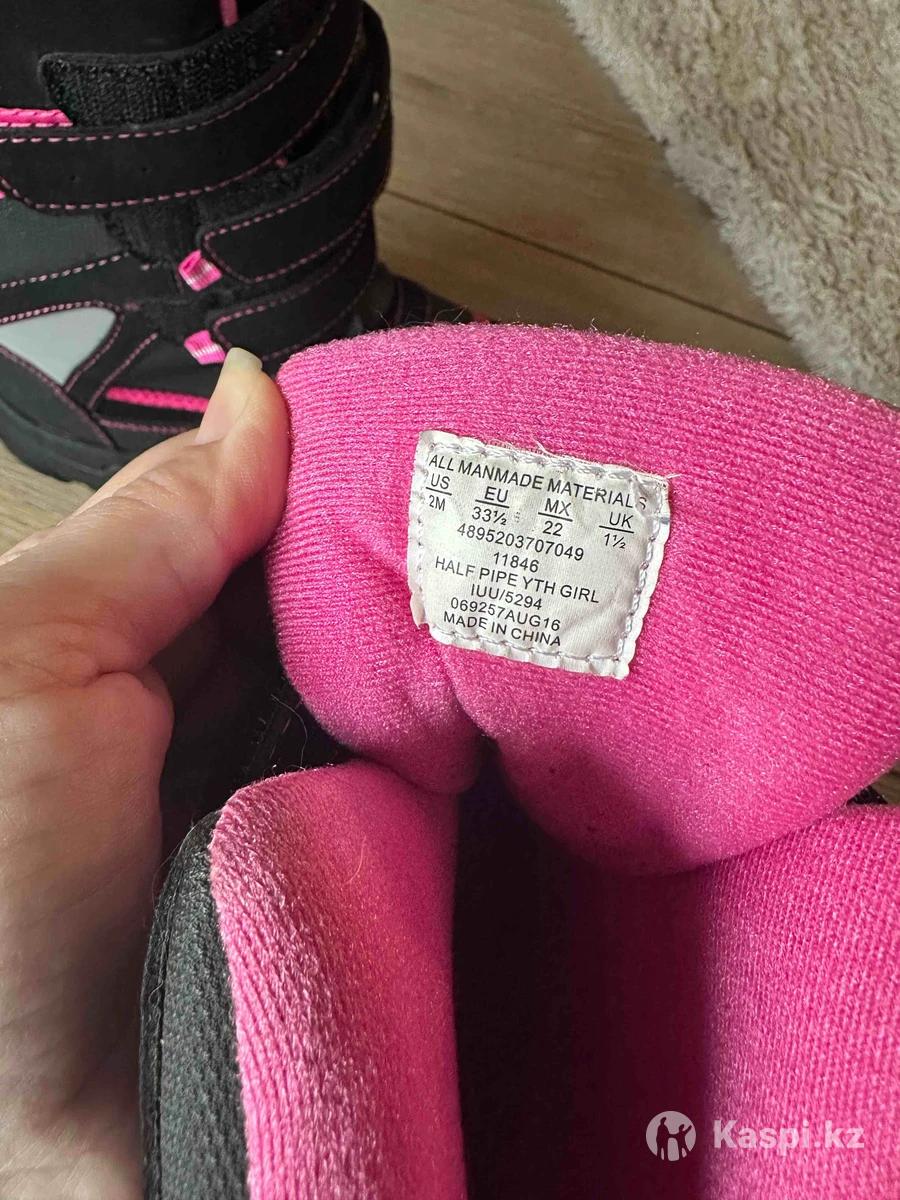 ALL MANMADE MATERIALS
US EU MX UK
2M 33½ 22 1½
4895203707049
11846
HALF PIPE YTH GIRL
IUU/5294
069257AUG16
MADE IN CHINA
Kaspi.kz